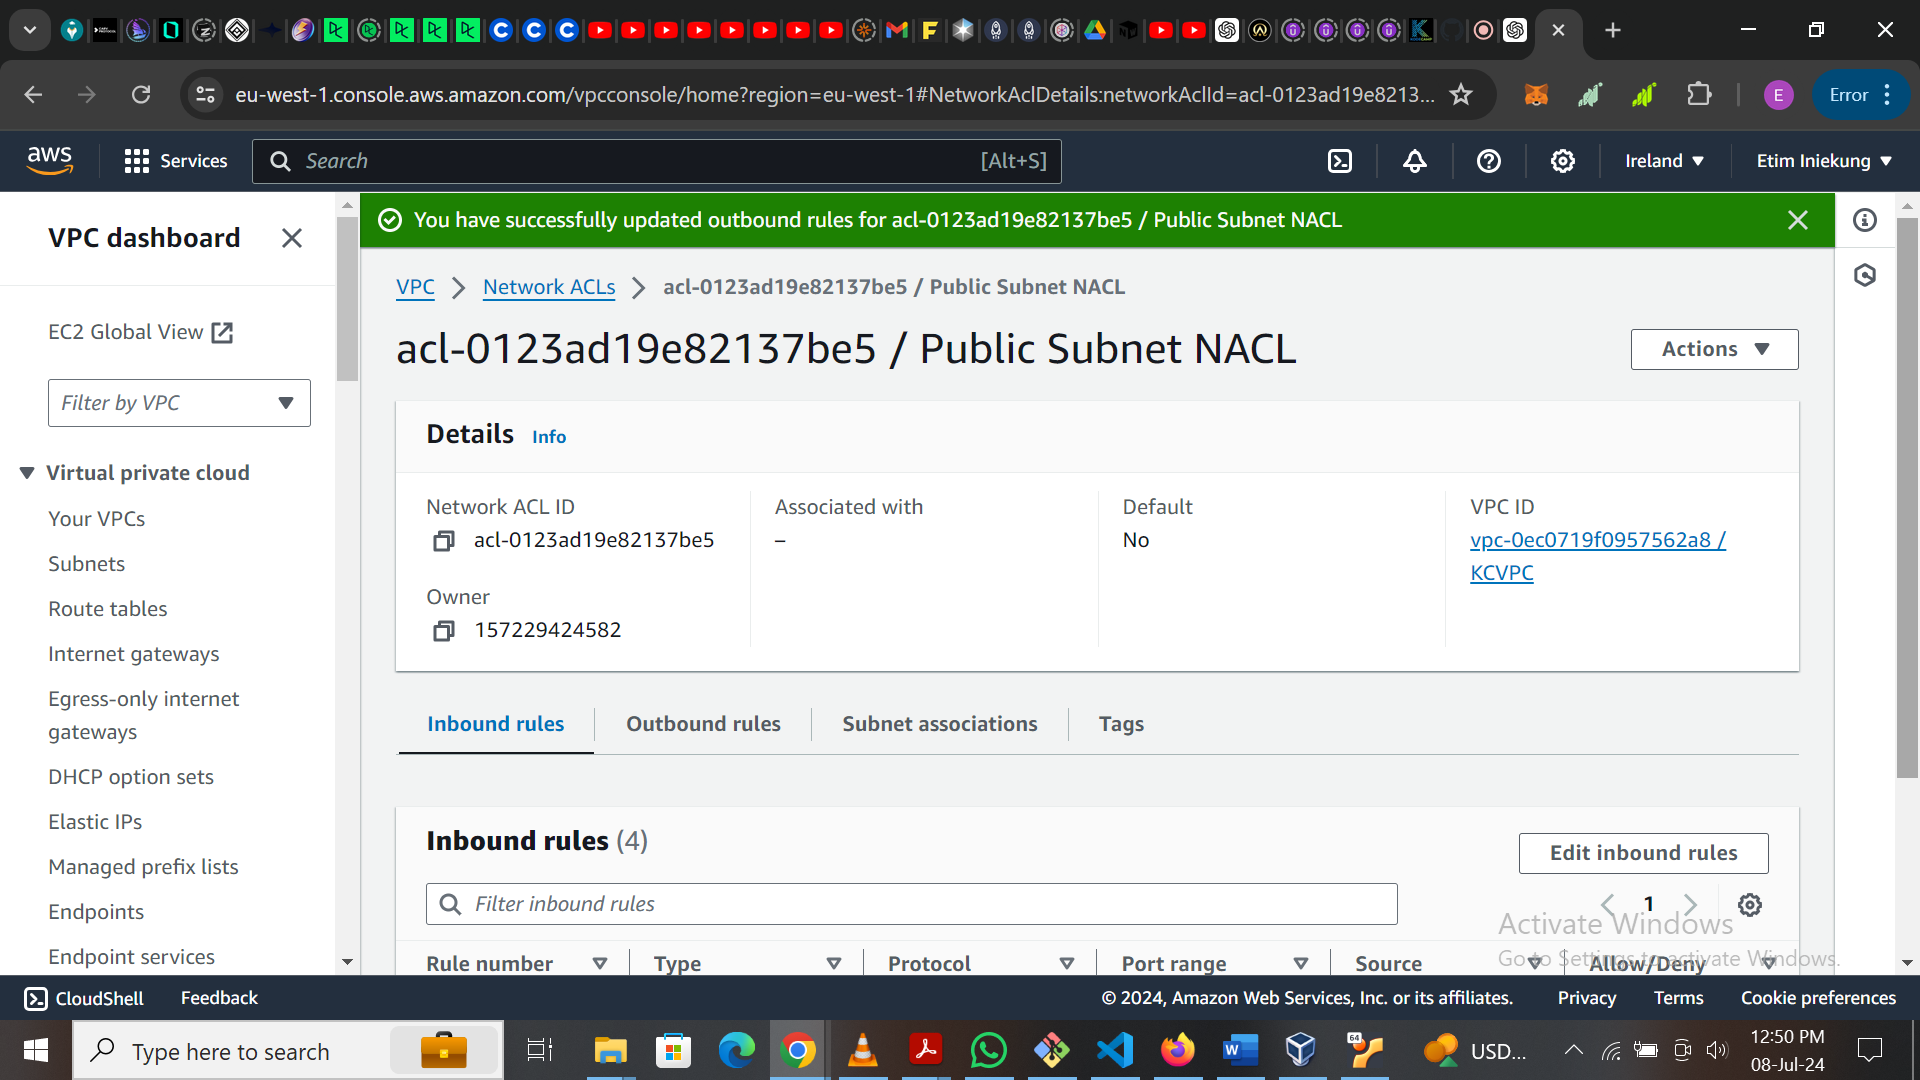 eu-west-1.console.aws.amazon.com/vpcconsole/home?region=eu-west-1#NetworkAclDetails:networkAclId=acl-0123ad19e8213...
E
Error
aws
Services
Search
[Alt+S]
Ireland
Etim Iniekung
VPC dashboard
EC2 Global View
Filter by VPC
Virtual private cloud
Your VPCs
Subnets
Route tables
Internet gateways
Egress-only internet
gateways
DHCP option sets
Elastic IPs
Managed prefix lists
Endpoints
Endpoint services
You have successfully updated outbound rules for acl-0123ad19e82137be5 / Public Subnet NACL
VPC
Network ACLs
acl-0123ad19e82137be5 / Public Subnet NACL
acl-0123ad19e82137be5 / Public Subnet NACL
Actions
Details Info
Network ACL ID
acl-0123ad19e82137be5
Associated with
–
Default
No
VPC ID
vpc-0ec0719f0957562a8 /
KCVPC
Owner
157229424582
Inbound rules
Outbound rules
Subnet associations
Tags
Inbound rules (4)
Edit inbound rules
Filter inbound rules
1
Rule number
Type
Protocol
Port range
Source
Allow/Deny
Activate Windows
Go to Settings to activate Windows.
CloudShell
Feedback
© 2024, Amazon Web Services, Inc. or its affiliates.
Privacy
Terms
Cookie preferences
Type here to search
USD...
12:50 PM
08-Jul-24